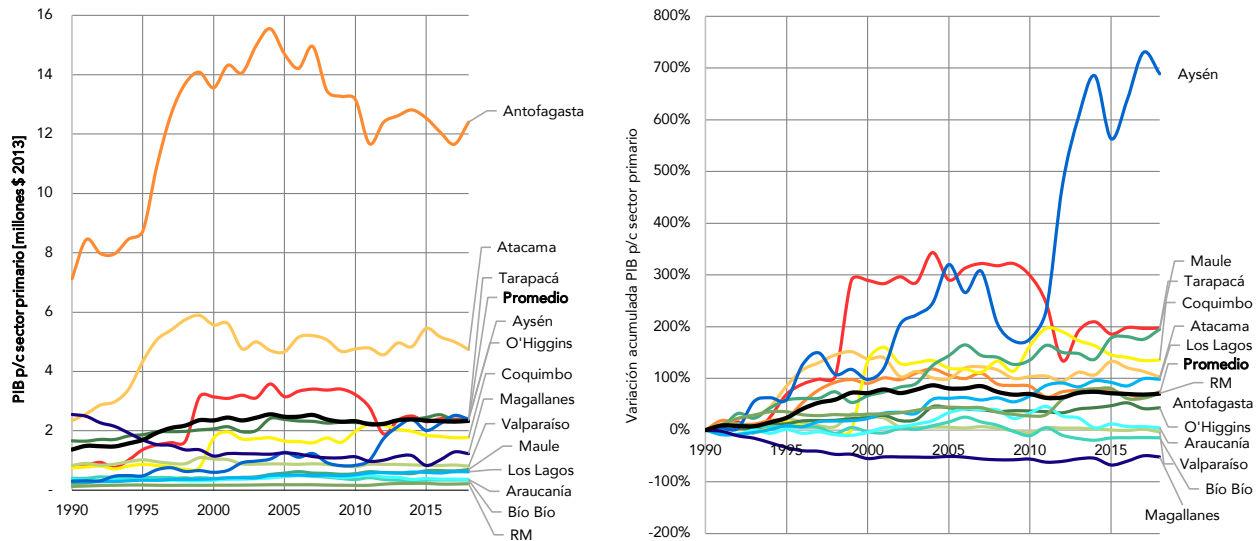 PIB p/c sector primario [millones $ 2013]
16
14
12
10
8
6
4
2
-
1990
1995
2000
2005
2010
2015
Antofagasta
Atacama
Tarapacá
Promedio
Aysén
O'Higgins
Coquimbo
Magallanes
Valparaíso
Maule
Los Lagos
Araucanía
Bío Bío
RM
Variación acumulada PIB p/c sector primario
800%
700%
600%
500%
400%
300%
200%
100%
0%
-100%
-200%
1990
1995
2000
2005
2010
2015
Aysén
Maule
Tarapacá
Coquimbo
Atacama
Los Lagos
Promedio
RM
Antofagasta
O'Higgins
Araucanía
Valparaíso
Bío Bío
Magallanes